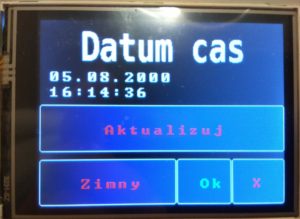 Datum cas
05.08.2000
16:14:36
Aktualizuj
Zimny Ok X